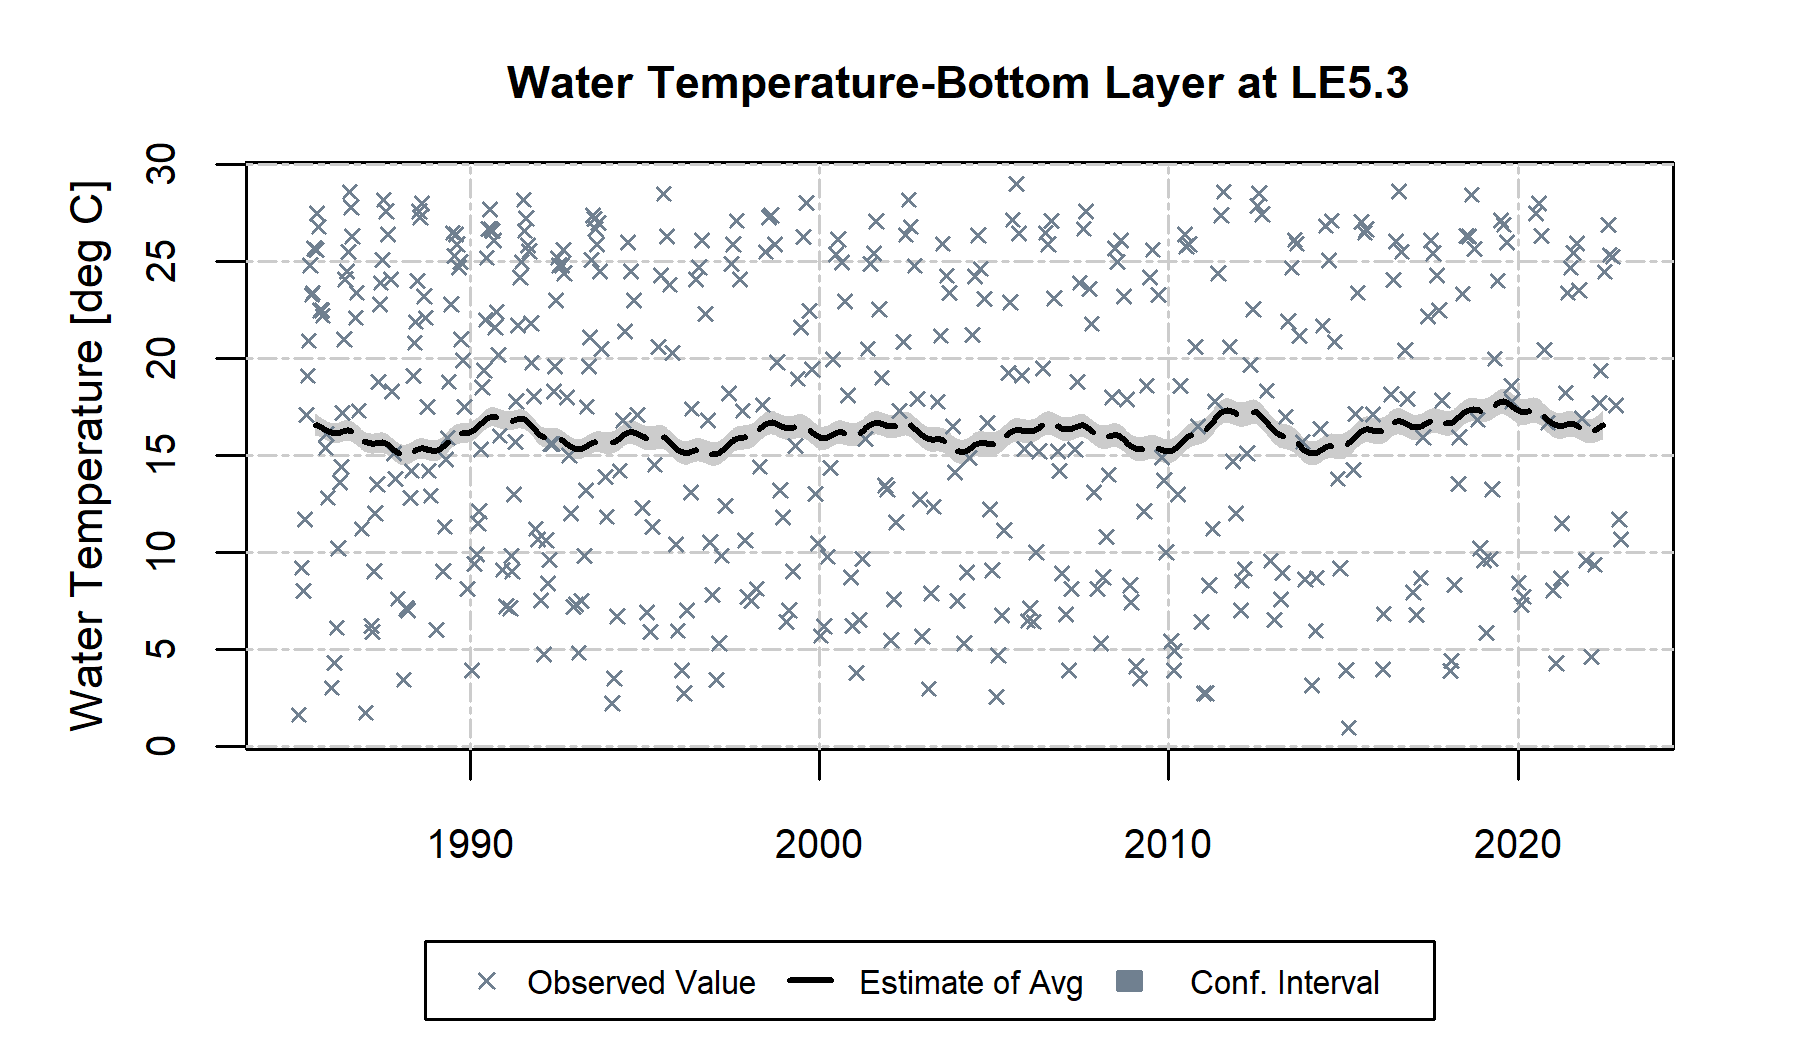 Water Temperature-Bottom Layer at LE5.3
Water Temperature [deg C]
30
25
20
15
10
5
0
1990 2000 2010 2020
Observed Value Estimate of Avg Conf. Interval